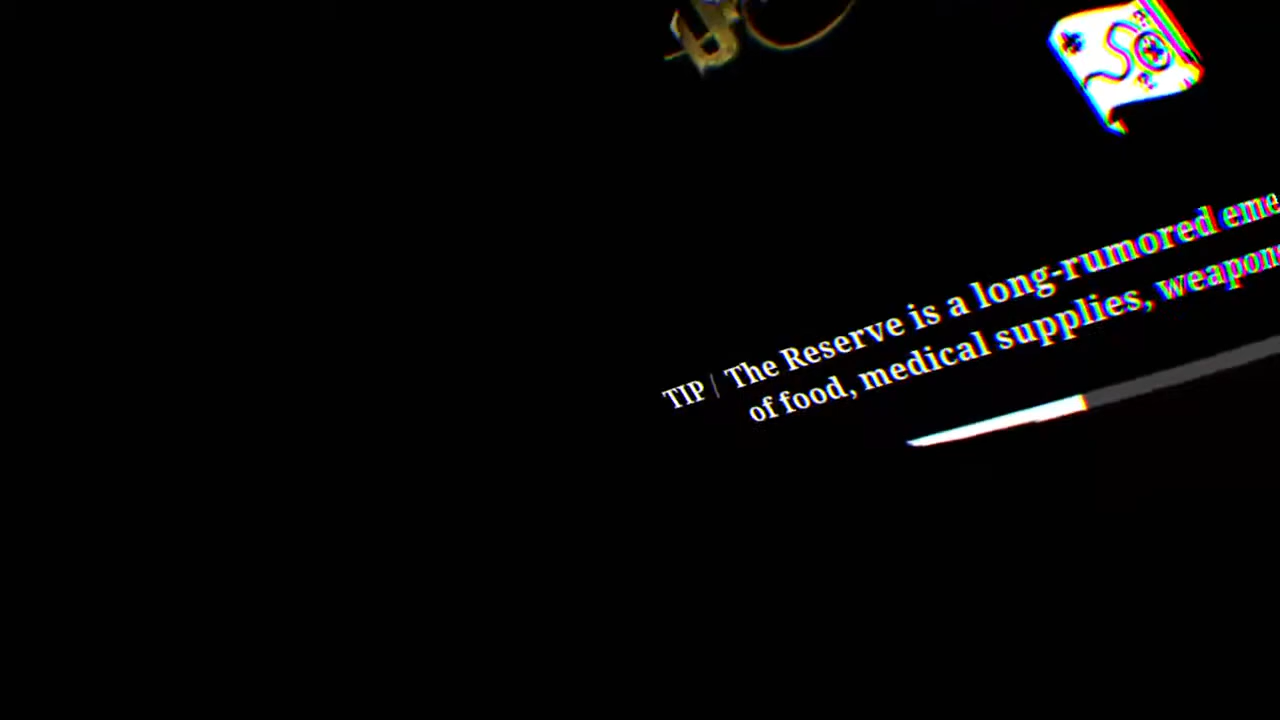 TIP | The Reserve is a long-rumored
of food, medical supplies,